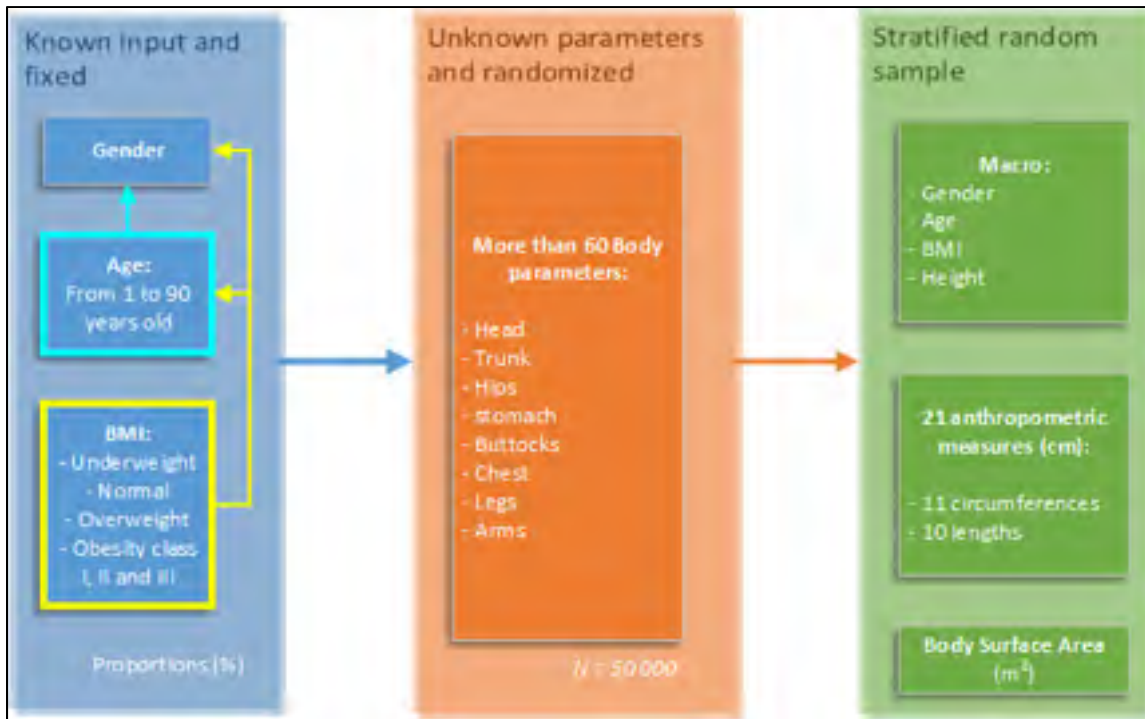 Known input and
fixed
Gender
Age:
From 1 to 90
years old
BMI:
- Underweight
- Normal
- Overweight
- Obesity class
I, II and III
Proportions (%)
Unknown parameters
and randomized
More than 60 Body
parameters:
- Head
- Trunk
- Hips
- stomach
- Buttocks
- Chest
- Legs
- Arms
N = 50 000
Stratified random
sample
Macro:
- Gender
- Age
- BMI
- Height
21 anthropometric
measures (cm):
- 11 circumferences
- 10 lengths
Body Surface Area
(m²)